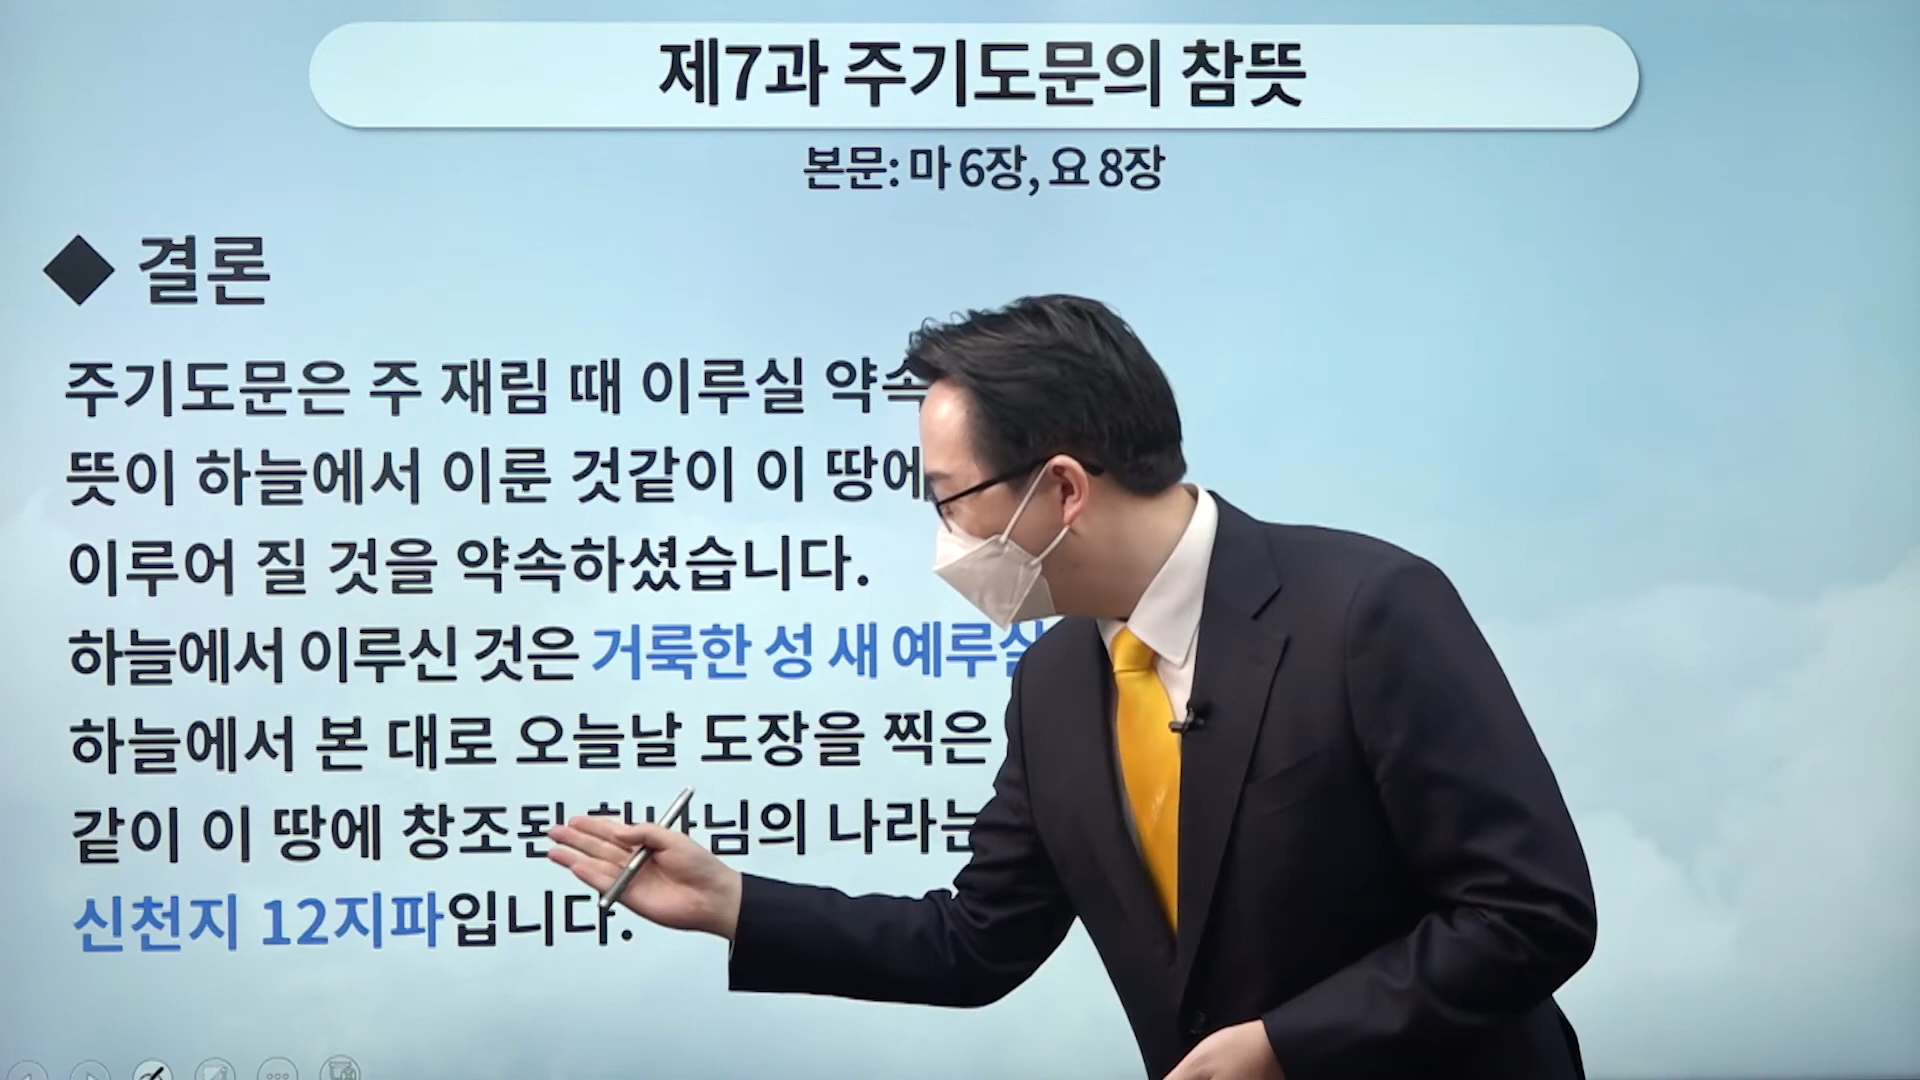 제7과 주기도문의 참뜻
본문: 마 6장, 요 8장
◆ 결론
주기도문은 주 재림 때 이루실 약속
뜻이 하늘에서 이룬 것같이 이 땅에
이루어 질 것을 약속하셨습니다.
하늘에서 이루신 것은 거룩한 성 새
하늘에서 본 대로 오늘날 도장을 찍은
같이 이 땅에 창조된 나라는
신천지 12지파입니다.